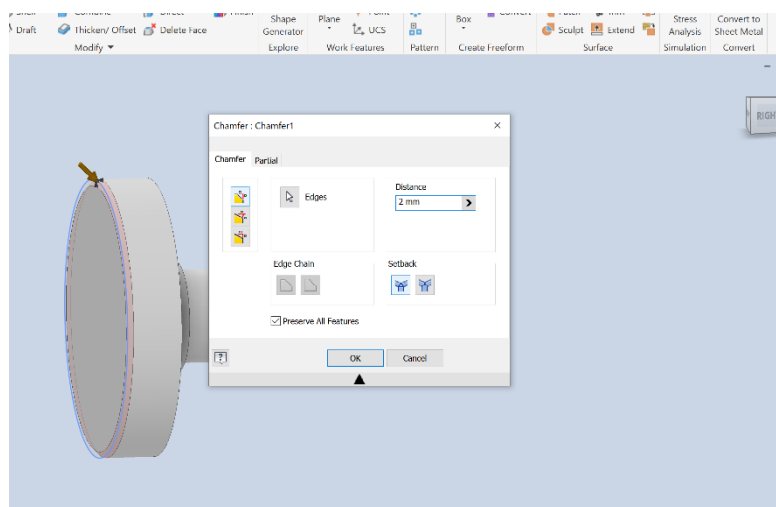 Shape
Plane
Box
Stress
Convert to
Draft
Thicken/ Offset
Delete Face
Generator
UCS
Sculpt
Extend
Analysis
Sheet Metal
Modify
Explore
Work Features
Pattern
Create Freeform
Surface
Simulation
Convert
RIGH
Chamfer : Chamfer1
Chamfer
Partial
Edges
Distance
2 mm
Edge Chain
Setback
Preserve All Features
OK
Cancel